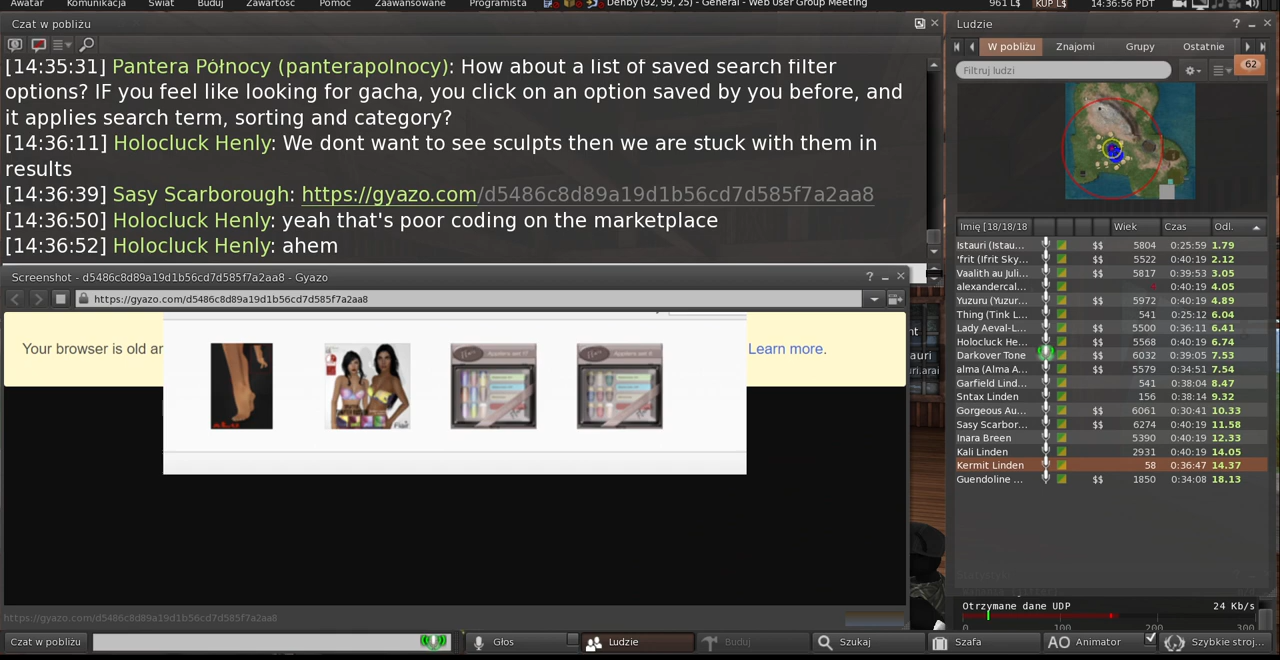 Awatar Komunikacja Świat Buduj Zawartość Pomoc Zaawansowane Programista Denby (92, 99, 25) - General - Web User Group Meeting 961 L$ KUP L$ 14:36:56 PDT
Czat w pobliżu
[14:35:31] Pantera Północy (panterapolnocy): How about a list of saved search filter
options? IF you feel like looking for gacha, you click on an option saved by you before, and
it applies search term, sorting and category?
[14:36:11] Holocluck Henly: We dont want to see sculpts then we are stuck with them in
results
[14:36:39] Sasy Scarborough: https://gyazo.com/d5486c8d89a19d1b56cd7d585f7a2aa8
[14:36:50] Holocluck Henly: yeah that's poor coding on the marketplace
[14:36:52] Holocluck Henly: ahem
Screenshot - d5486c8d89a19d1b56cd7d585f7a2aa8 - Gyazo
https://gyazo.com/d5486c8d89a19d1b56cd7d585f7a2aa8
Your browser is old ar
Learn more.
https://gyazo.com/d5486c8d89a19d1b56cd7d585f7a2aa8
Ludzie
W pobliżu Znajomi Grupy Ostatnie
Filtruj ludzi
62
Imię [18/18/18 Wiek Czas Odl.
Istauri (Istau... $$ 5804 0:25:59 1.79
'frit (Ifrit Sky... $$ 5522 0:40:19 2.12
Vaalith au Juli... $$ 5817 0:39:53 3.05
alexandercal... 0:40:19 4.05
Yuzuru (Yuzur... $$ 5972 0:40:19 4.89
Thing (Tink L... 541 0:25:12 6.04
Lady Aeval-L... $$ 5500 0:36:11 6.41
Holocluck He... $$ 5568 0:40:19 6.74
Darkover Tone $$ 6032 0:39:05 7.53
alma (Alma A... $$ 5579 0:34:51 7.54
Garfield Lind... 541 0:38:04 8.47
Sntax Linden 156 0:38:14 9.32
Gorgeous Au... $$ 6061 0:30:41 10.33
Sasy Scarbor... $$ 6274 0:40:19 11.58
Inara Breen 5390 0:40:19 12.33
Kali Linden 2931 0:40:19 14.05
Kermit Linden 58 0:36:47 14.37
Guendoline ... $$ 1850 0:34:08 18.13
Otrzymane dane UDP 24 Kb/s
0 100 200 300
Czat w pobliżu Głos Ludzie Buduj Szukaj Szafa AO Animator Szybkie stroj...